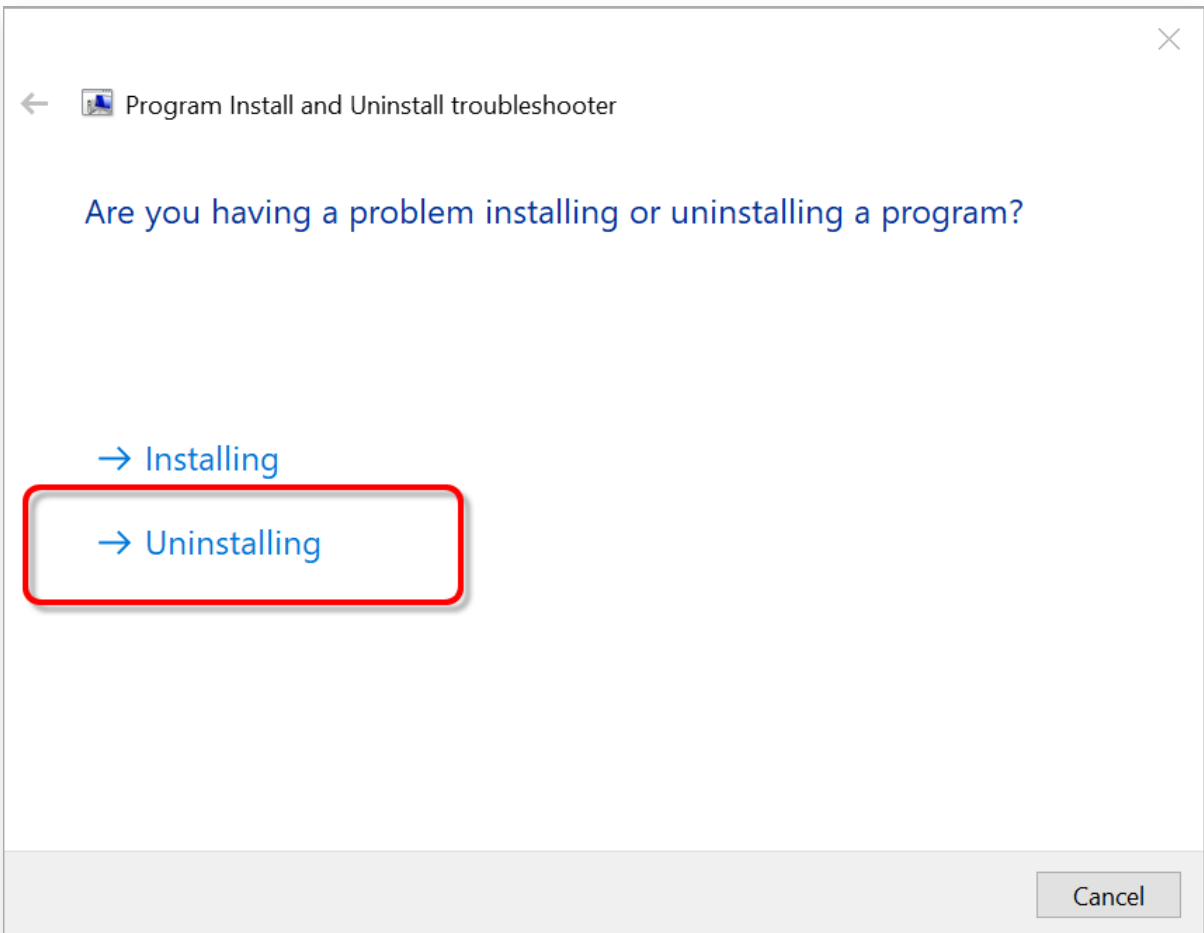 Program Install and Uninstall troubleshooter
Are you having a problem installing or uninstalling a program?
Installing
Uninstalling
Cancel